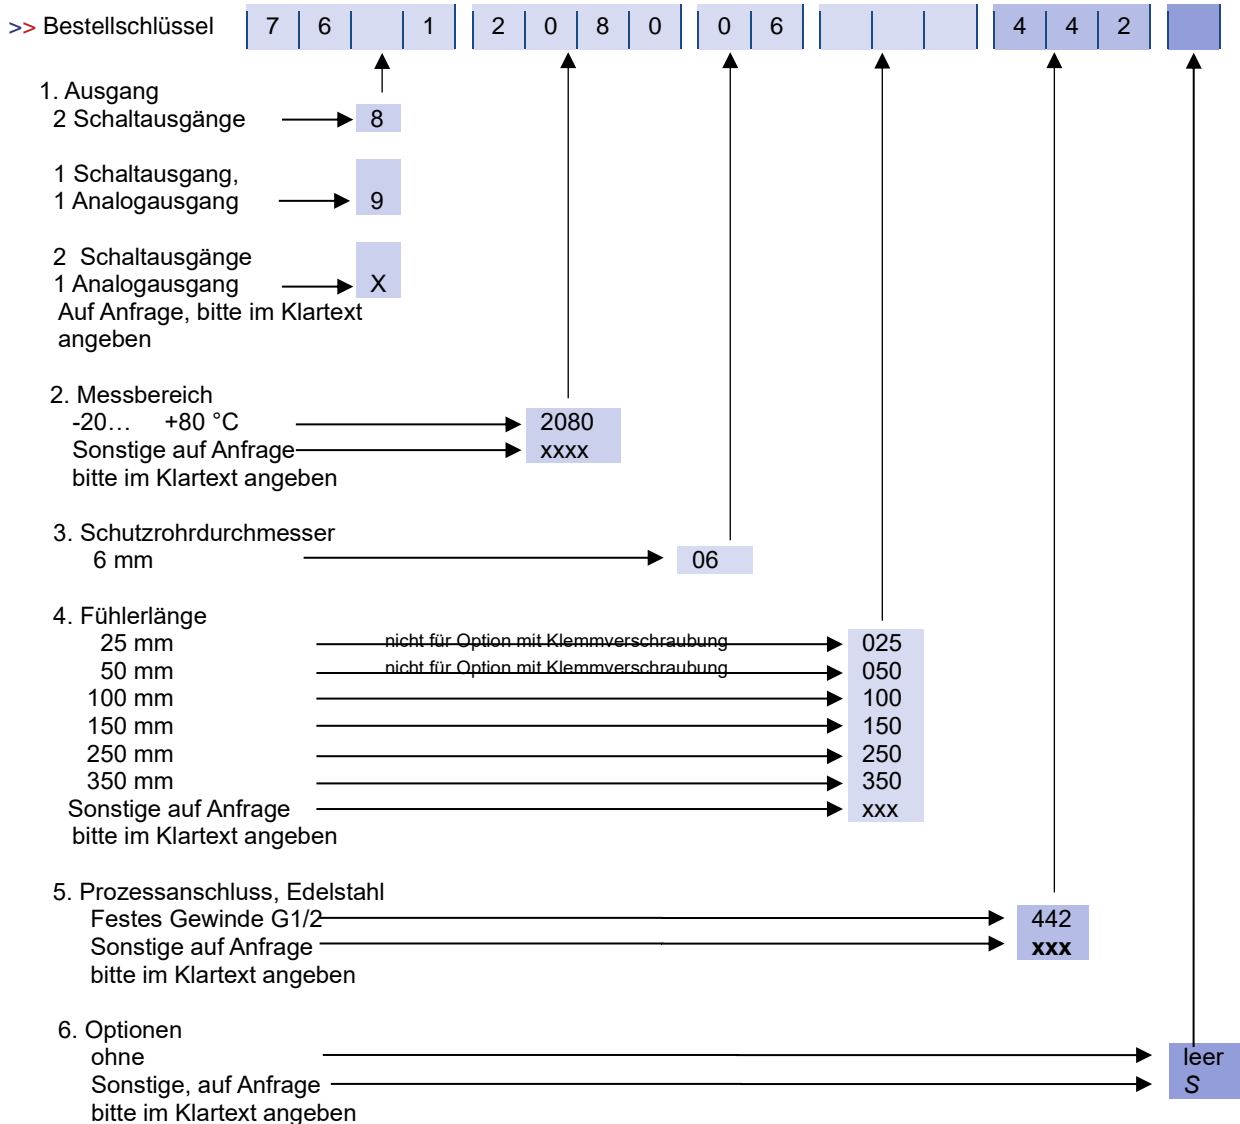 >> Bestellschlüssel 7 6 1 2 0 8 0 0 6 4 4 2
1. Ausgang
2 Schaltausgänge 8
1 Schaltausgang,
1 Analogausgang 9
2 Schaltausgänge
1 Analogausgang X
Auf Anfrage, bitte im Klartext
angeben
2. Messbereich
-20… +80 °C 2080
Sonstige auf Anfrage xxxx
bitte im Klartext angeben
3. Schutzrohrdurchmesser
6 mm 06
4. Fühlerlänge
25 mm nicht für Option mit Klemmverschraubung 025
50 mm nicht für Option mit Klemmverschraubung 050
100 mm 100
150 mm 150
250 mm 250
350 mm 350
Sonstige auf Anfrage xxx
bitte im Klartext angeben
5. Prozessanschluss, Edelstahl
Festes Gewinde G1/2 442
Sonstige auf Anfrage xxx
bitte im Klartext angeben
6. Optionen
ohne leer
Sonstige, auf Anfrage S
bitte im Klartext angeben